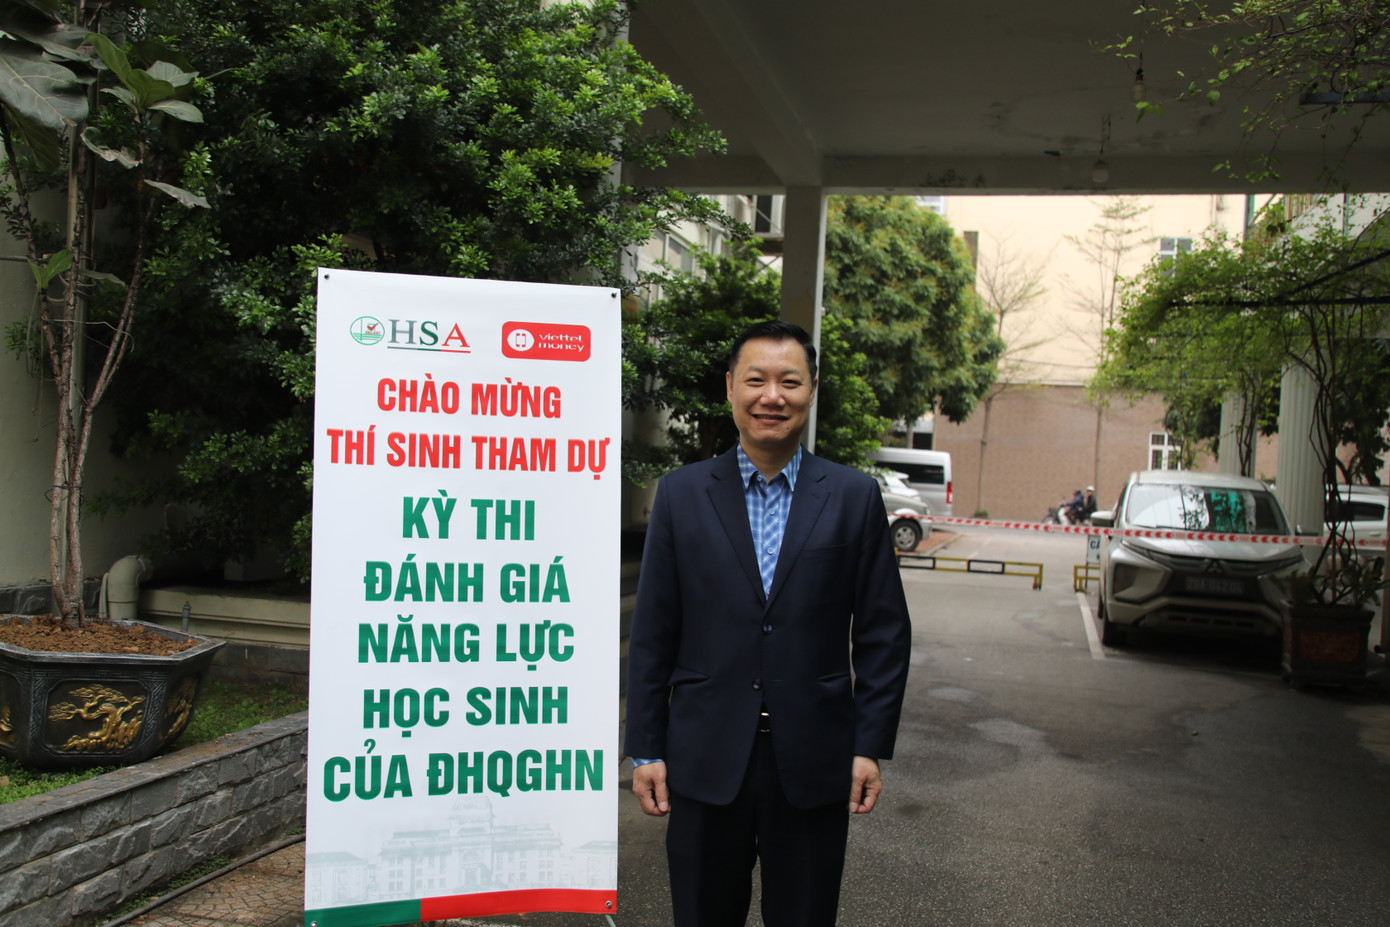 HSA
viettel
money
CHÀO MỪNG
THÍ SINH THAM DỰ
KỲ THI
ĐÁNH GIÁ
NĂNG LỰC
HỌC SINH
CỦA ĐHQGHN